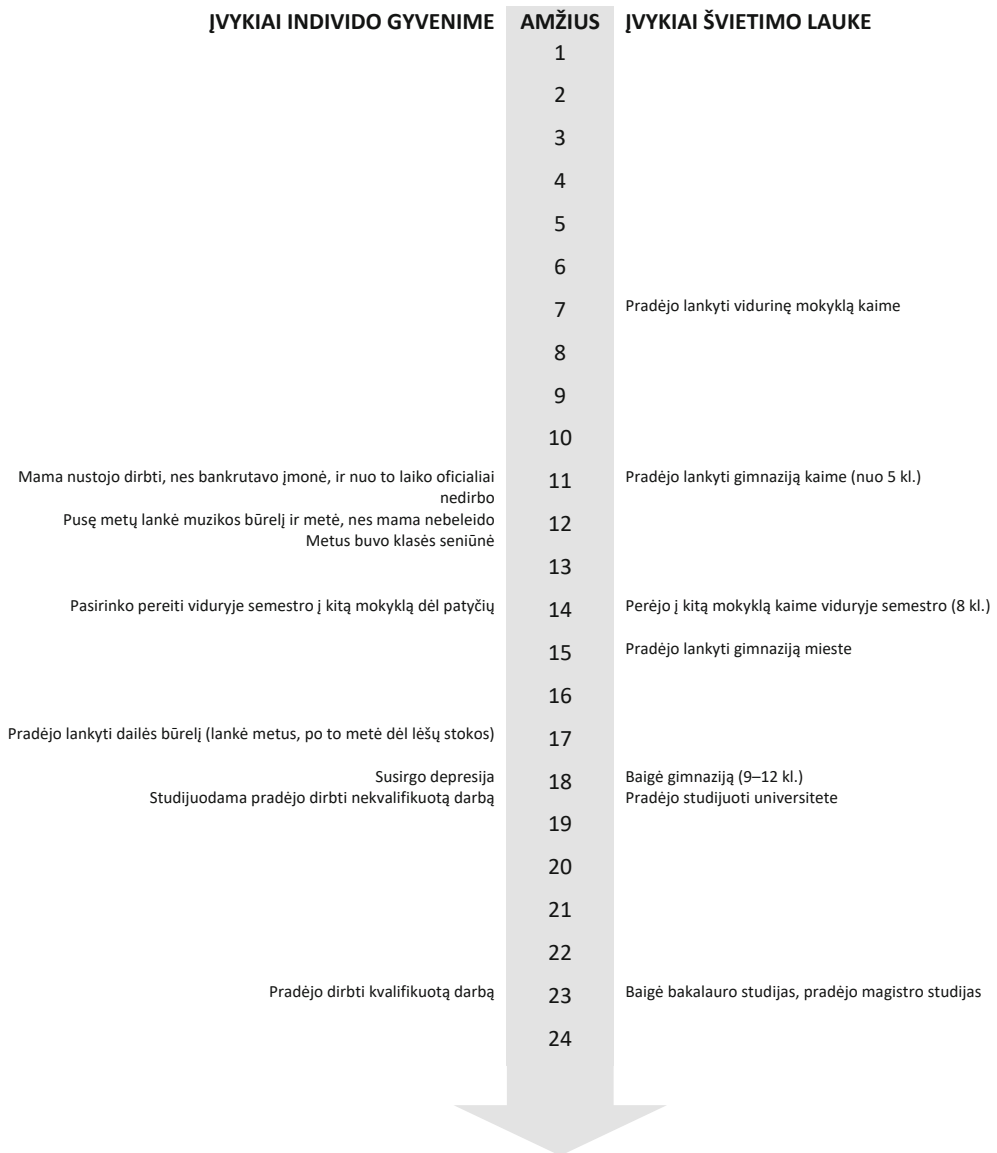 ĮVYKIAI INDIVIDO GYVENIME AMŽIUS ĮVYKIAI ŠVIETIMO LAUKE
1
2
3
4
5
6
7 Pradėjo lankyti vidurinę mokyklą kaime
8
9
10
Mama nustojo dirbti, nes bankrutavo įmonė, ir nuo to laiko oficialiai 11 Pradėjo lankyti gimnaziją kaime (nuo 5 kl.)
nedirbo
Pusę metų lankė muzikos būrelį ir metė, nes mama nebeleido 12
Metus buvo klasės seniūnė
13
Pasirinko pereiti viduryje semestro į kitą mokyklą dėl patyčių 14 Perėjo į kitą mokyklą kaime viduryje semestro (8 kl.)
15 Pradėjo lankyti gimnaziją mieste
16
Pradėjo lankyti dailės būrelį (lankė metus, po to metė dėl lėšų stokos) 17
Susirgo depresija 18 Baigė gimnaziją (9–12 kl.)
Studijuodama pradėjo dirbti nekvalifikuotą darbą Pradėjo studijuoti universitete
19
20
21
22
Pradėjo dirbti kvalifikuotą darbą 23 Baigė bakalauro studijas, pradėjo magistro studijas
24